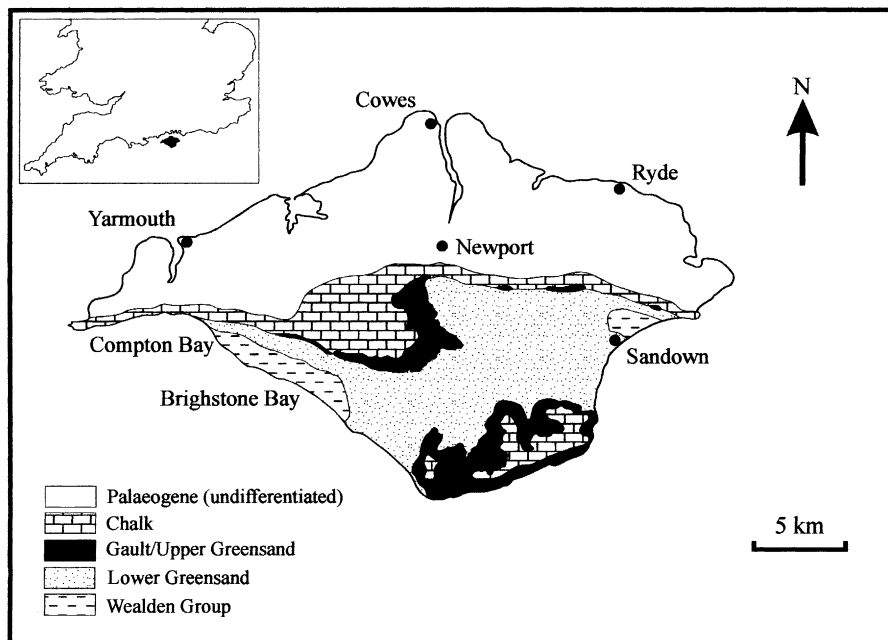 N
Cowes
Ryde
Yarmouth
Newport
Compton Bay
Sandown
Brighstone Bay
Palaeogene (undifferentiated)
Chalk
Gault/Upper Greensand
Lower Greensand
Wealden Group
5 km